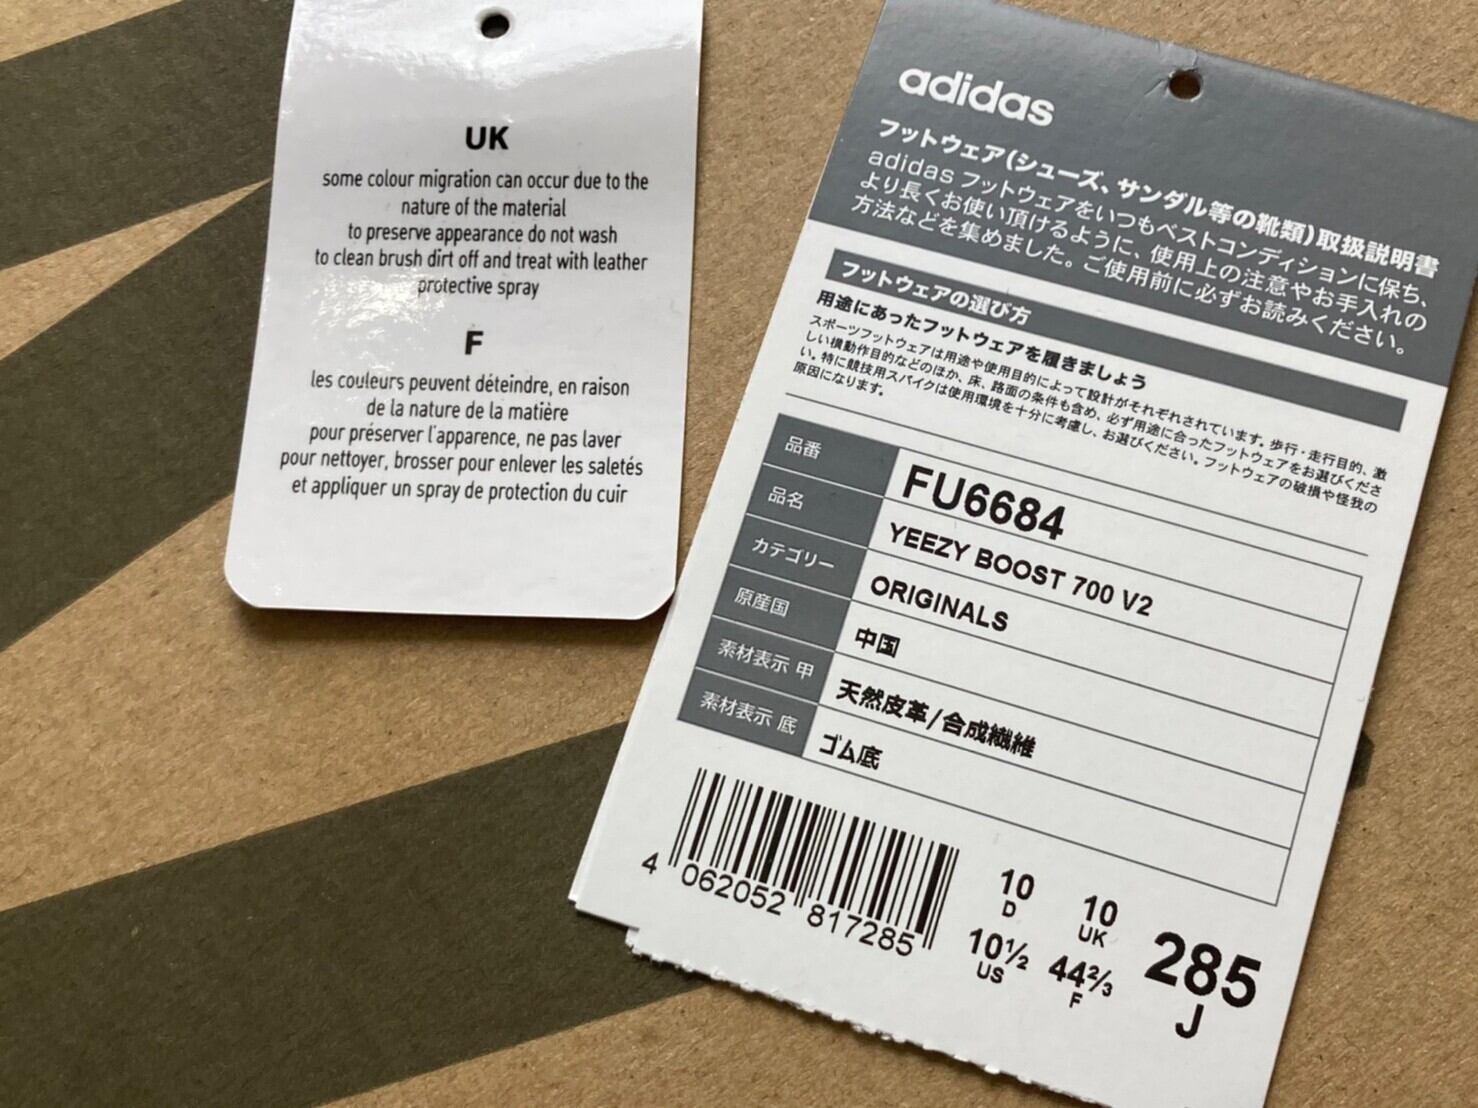 UK
some colour migration can occur due to the
nature of the material
to preserve appearance do not wash
to clean brush dirt off and treat with leather
protective spray
F
les couleurs peuvent déteindre, en raison
de la nature de la matière
pour préserver l'apparence, ne pas laver
pour nettoyer, brosser pour enlever les saletés
et appliquer un spray de protection du cuir
adidas
フットウェア(シューズ、サンダル等の靴類)取扱説明書
adidas フットウェアをいつもベストコンディションに保ち、
より長くお使い頂けるように、使用上の注意やお手入れの
方法などを集めました。ご使用前に必ずお読みください。
フットウェアの選び方
用途にあったフットウェアを履きましょう
スポーツフットウェアは用途や使用目的によって設計がそれぞれされています。歩行・走行目的、激
しい横動作目的などのほか、床、路面の条件も含め、必ず用途に合ったフットウェアをお選びくださ
い。特に競技用スパイクは使用環境を十分に考慮し、お選びください。フットウェアの破損や怪我の
原因になります。
品番 FU6684
品名 YEEZY BOOST 700 V2
カテゴリー ORIGINALS
原産国 中国
素材表示 甲 天然皮革/合成繊維
素材表示 底 ゴム底
4 062052 817285
10 D
10 UK
10½ US
44⅔ F
285 J